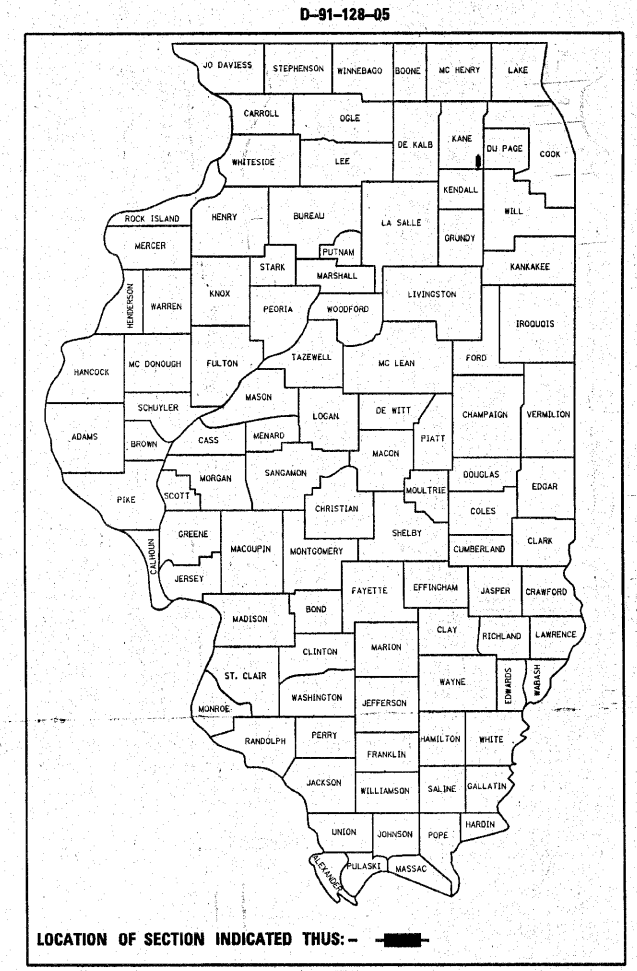 D-91-128-05
JO DAVIESS
STEPHENSON
WINNEBAGO
BOONE
MC HENRY
LAKE
CARROLL
OGLE
DE KALB
KANE
DU PAGE
COOK
WHITESIDE
LEE
KENDALL
WILL
ROCK ISLAND
HENRY
BUREAU
LA SALLE
GRUNDY
MERCER
PUTNAM
STARK
MARSHALL
KANKAKEE
HENDERSON
WARREN
KNOX
PEORIA
WOODFORD
LIVINGSTON
IROQUOIS
HANCOCK
MC DONOUGH
FULTON
TAZEWELL
MC LEAN
FORD
MASON
SCHUYLER
LOGAN
DE WITT
CHAMPAIGN
VERMILION
ADAMS
BROWN
CASS
MENARD
PIATT
MACON
SANGAMON
MORGAN
DOUGLAS
EDGAR
PIKE
SCOTT
MOULTRIE
CHRISTIAN
COLES
GREENE
MACOUPIN
MONTGOMERY
SHELBY
CLARK
CUMBERLAND
CALHOUN
JERSEY
FAYETTE
EFFINGHAM
JASPER
CRAWFORD
MADISON
BOND
CLAY
RICHLAND
LAWRENCE
CLINTON
MARION
ST. CLAIR
WAYNE
EDWARDS
WABASH
WASHINGTON
JEFFERSON
MONROE
PERRY
RANDOLPH
HAMILTON
WHITE
FRANKLIN
JACKSON
WILLIAMSON
SALINE
GALLATIN
UNION
JOHNSON
POPE
HARDIN
ALEXANDER
PULASKI
MASSAC
LOCATION OF SECTION INDICATED THUS: -